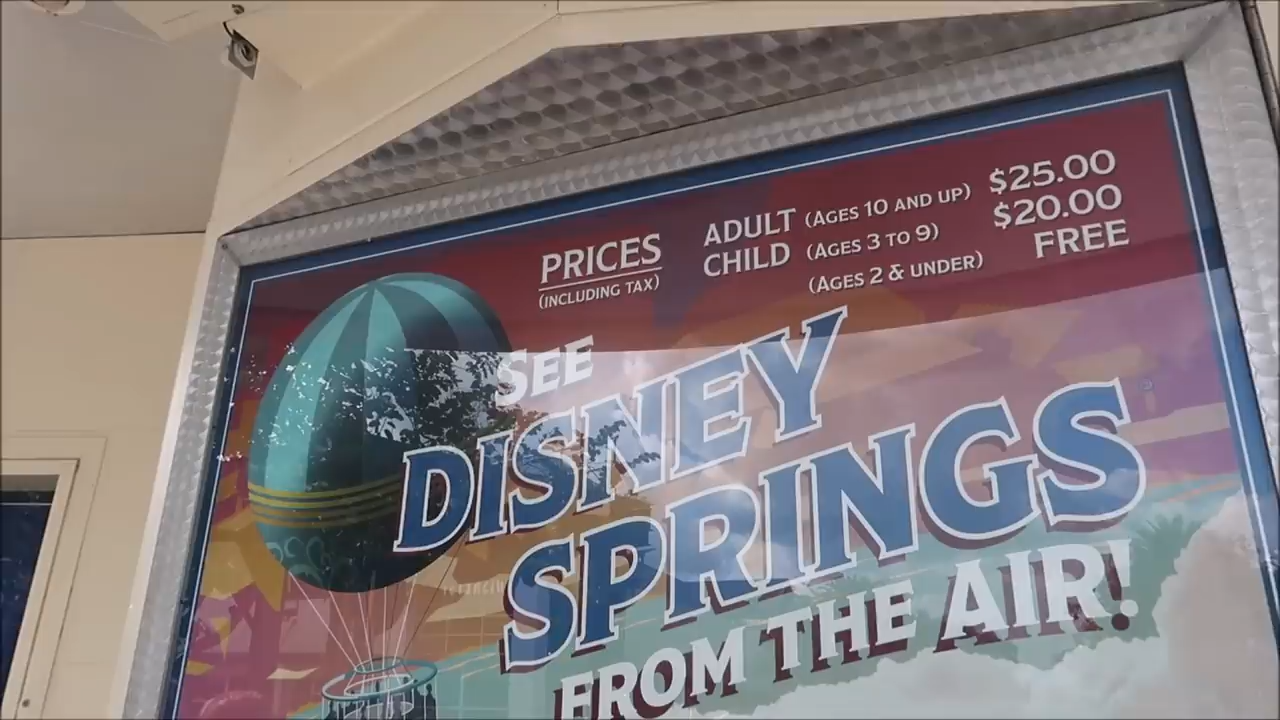 PRICES
(INCLUDING TAX)
ADULT (AGES 10 AND UP) $25.00
CHILD (AGES 3 TO 9) $20.00
(AGES 2 & UNDER) FREE
SEE
DISNEY
SPRINGS
FROM THE AIR!